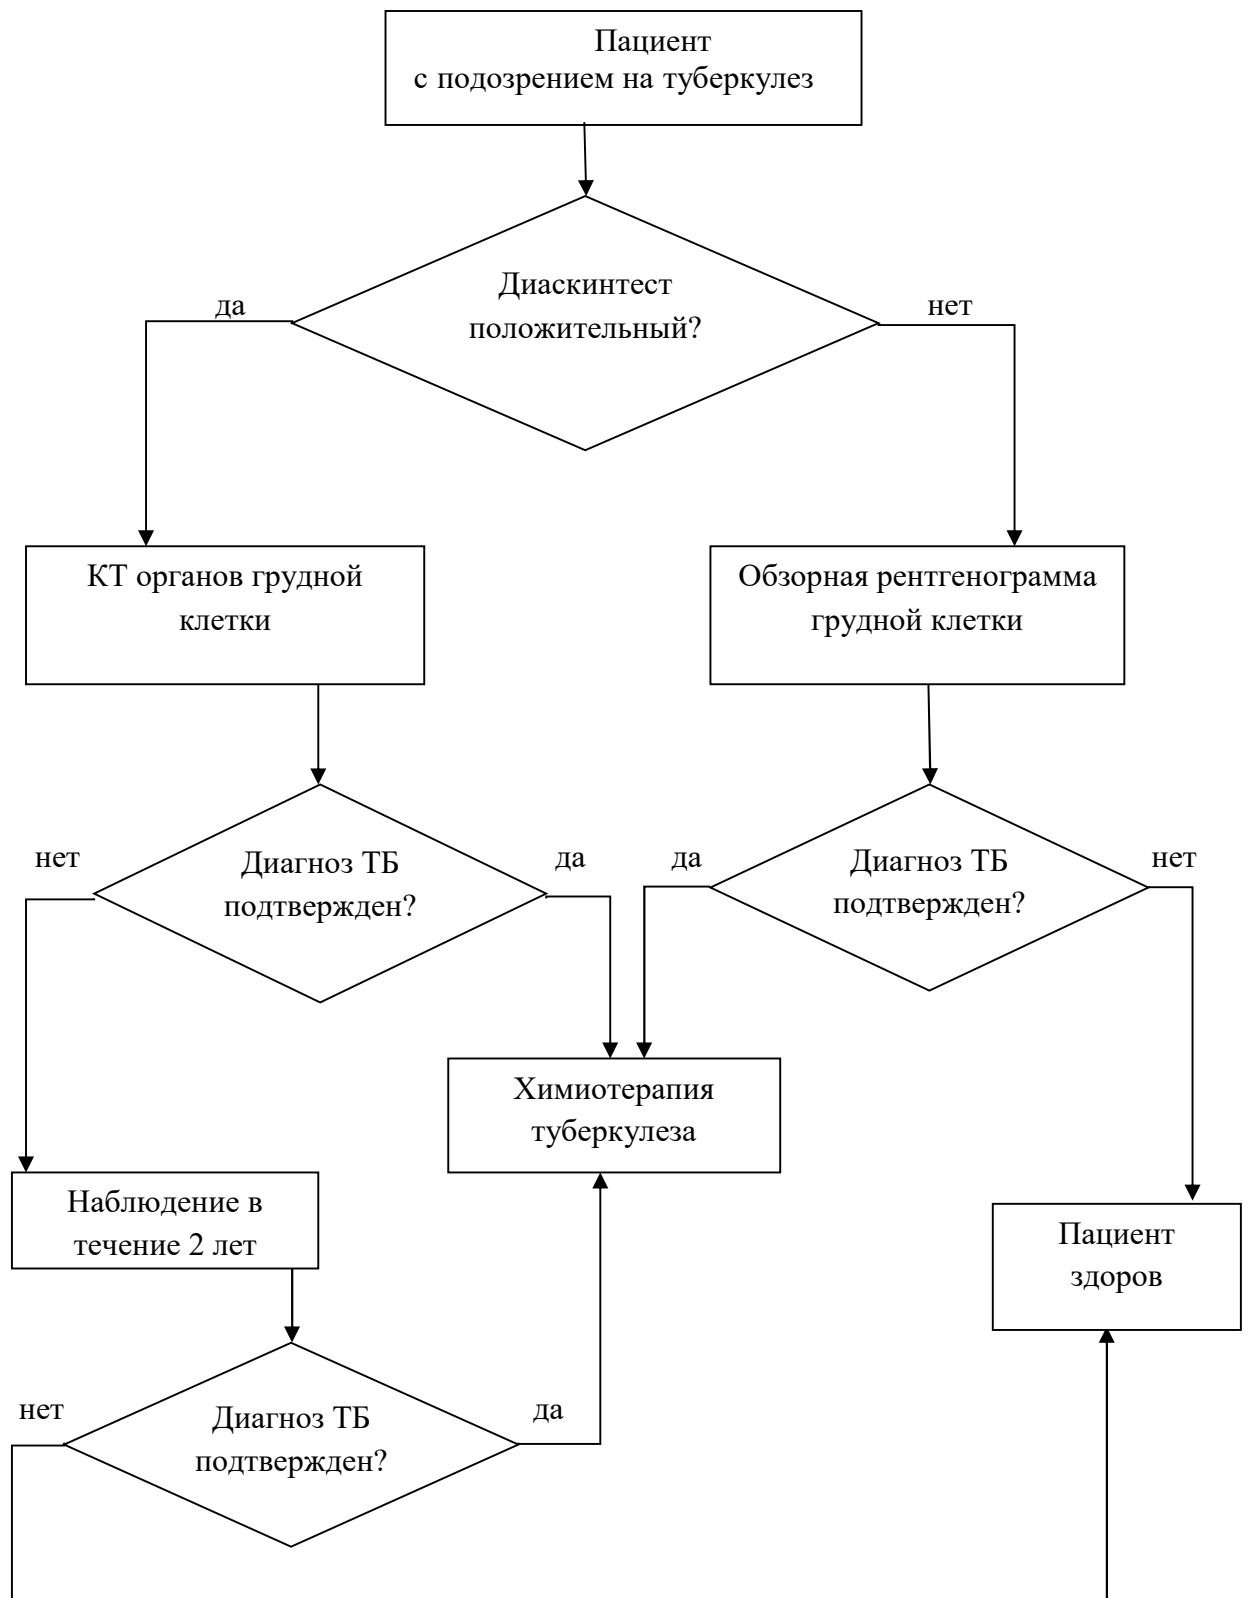 Пациент
с подозрением на туберкулез
Диаскинтест
положительный?
да
нет
КТ органов грудной
клетки
Обзорная рентгенограмма
грудной клетки
нет
Диагноз ТБ
подтвержден?
да
да
Диагноз ТБ
подтвержден?
нет
Химиотерапия
туберкулеза
Наблюдение в
течение 2 лет
Пациент
здоров
нет
Диагноз ТБ
подтвержден?
да